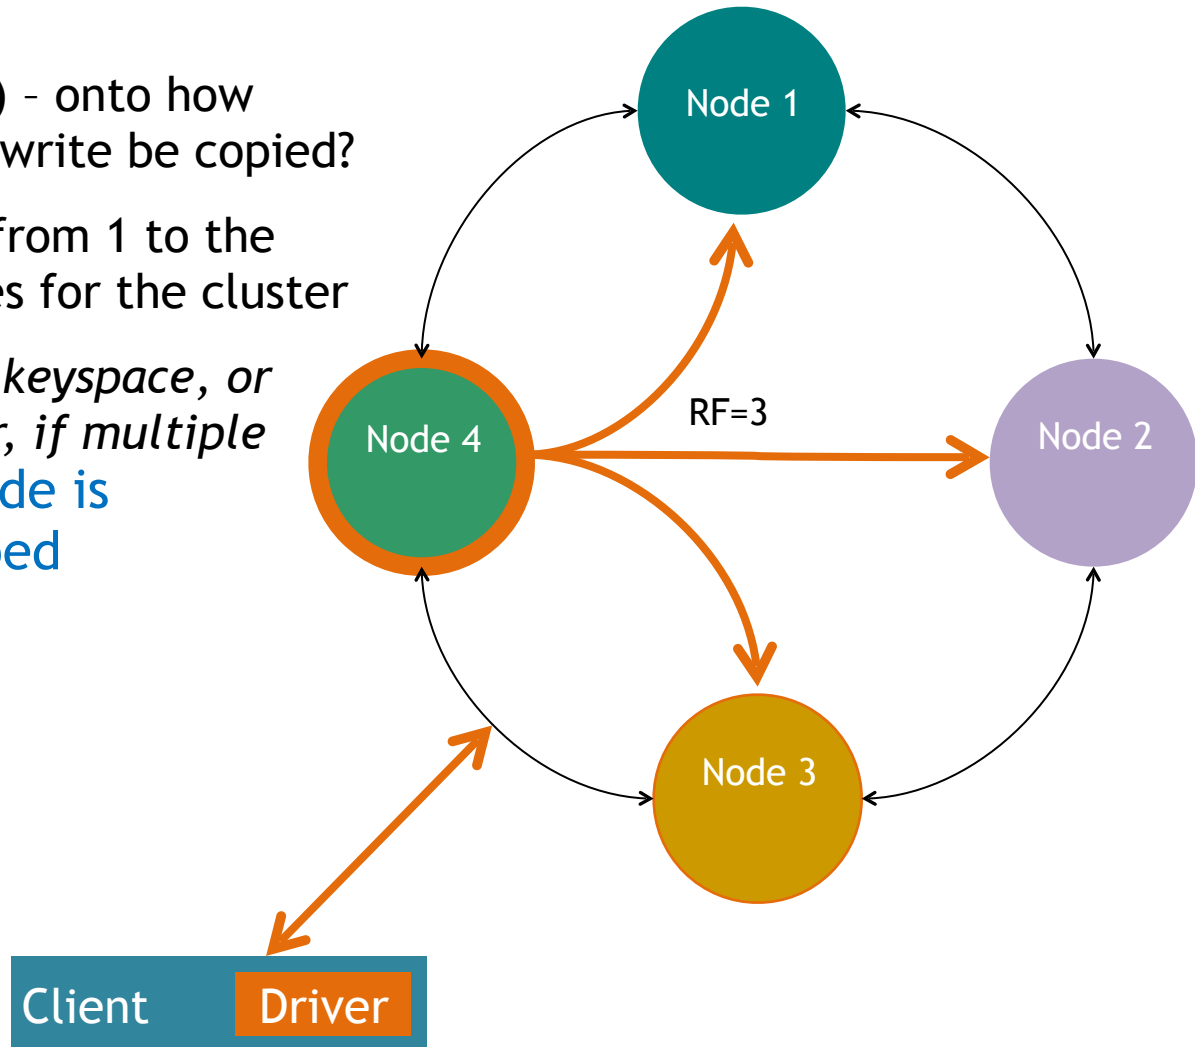 ) – onto how
write be copied?
from 1 to the
es for the cluster
keyspace, or
r, if multiple
de is
ped
Node 1
Node 4
RF=3
Node 2
Node 3
Client
Driver